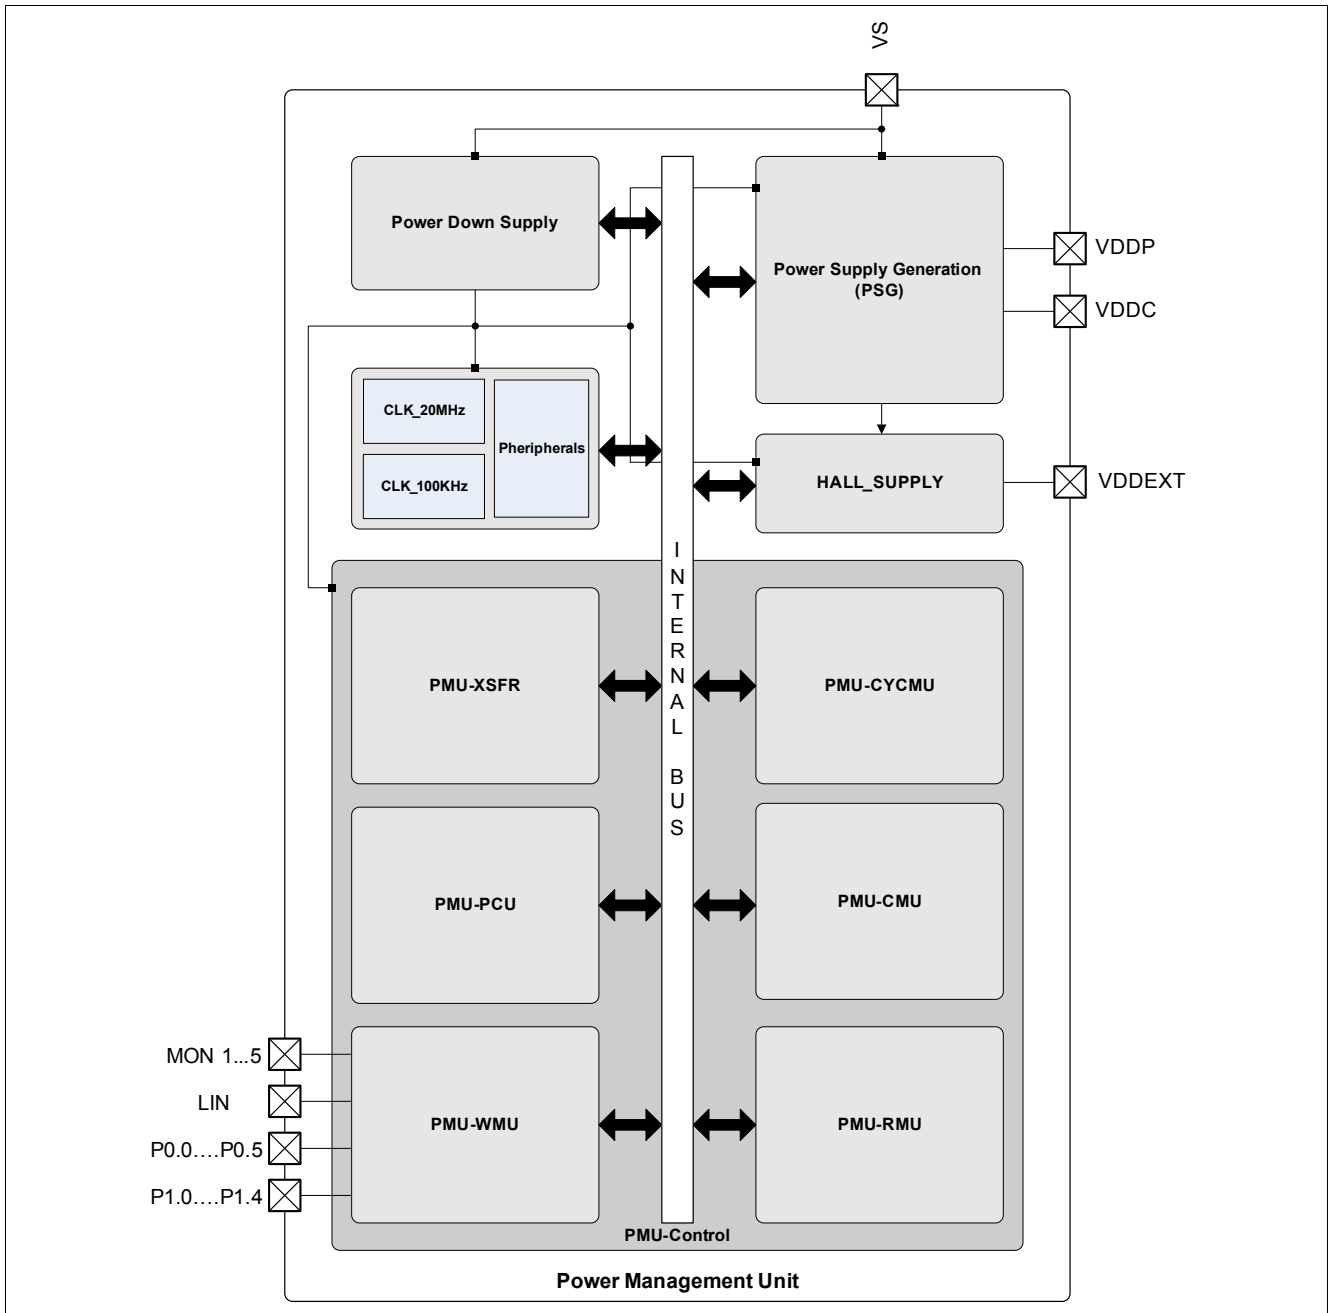 VS
Power Down Supply
Power Supply Generation
(PSG)
VDDP
VDDC
CLK_20MHz
CLK_100KHz
Pheripherals
HALL_SUPPLY
VDDEXT
INTERNAL BUS
PMU-XSFR
PMU-CYCMU
PMU-PCU
PMU-CMU
MON 1...5
LIN
P0.0....P0.5
P1.0....P1.4
PMU-WMU
PMU-RMU
PMU-Control
Power Management Unit